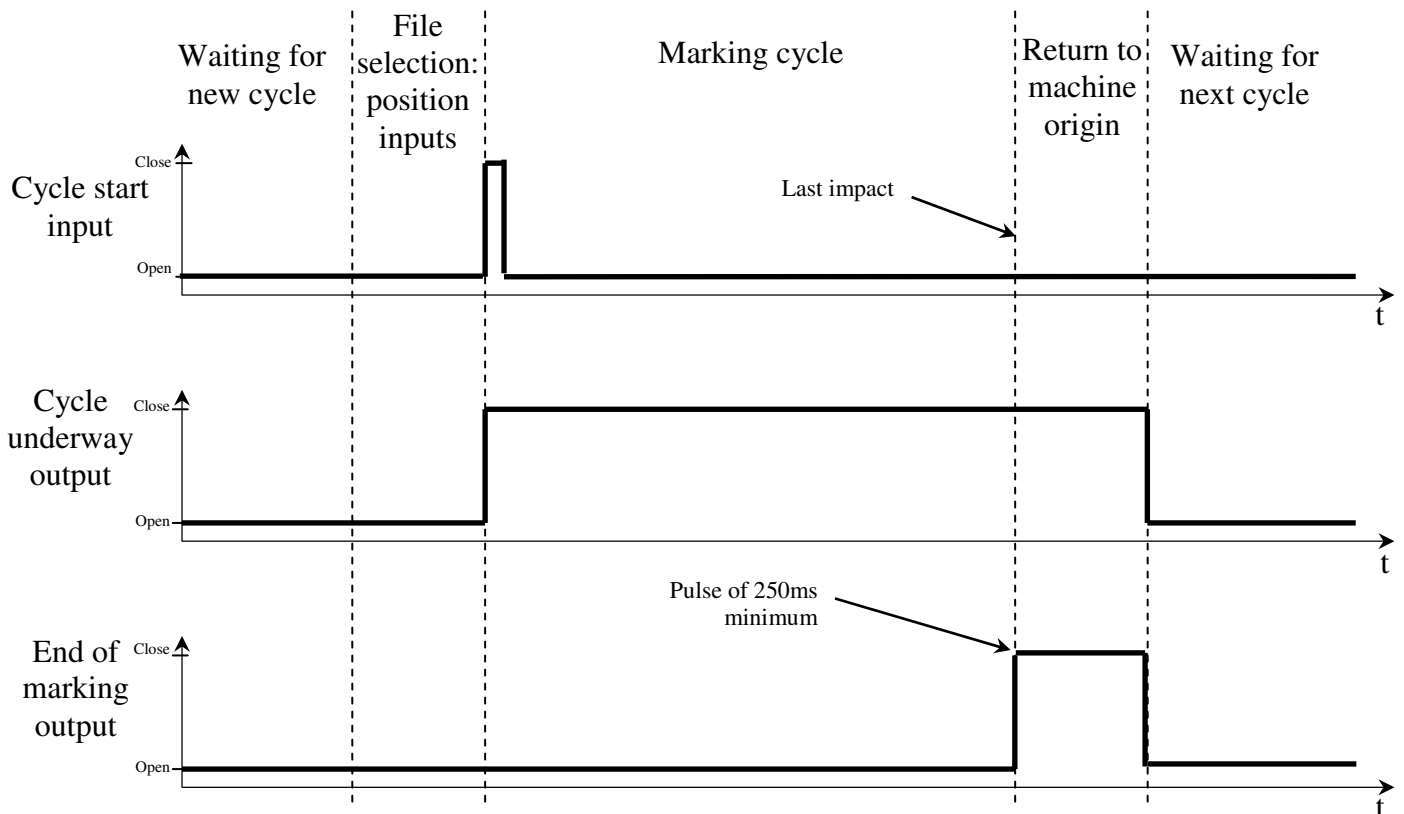 Waiting for
new cycle
File
selection:
position
inputs
Marking cycle
Return to
machine
origin
Waiting for
next cycle
Cycle start
input
Close
Open
Last impact
t
Cycle
underway
output
Close
Open
t
Pulse of 250ms
minimum
End of
marking
output
Close
Open
t